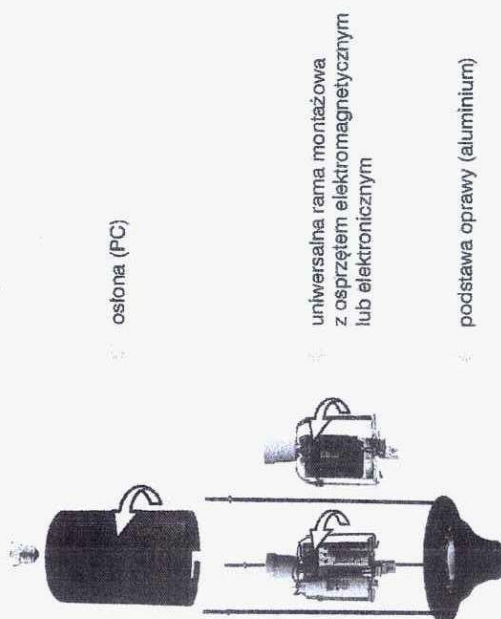 osłona (PC)
uniwersalna rama montażowa
z osprzętem elektromagnetycznym
lub elektronicznym
podstawa oprawy (aluminium)